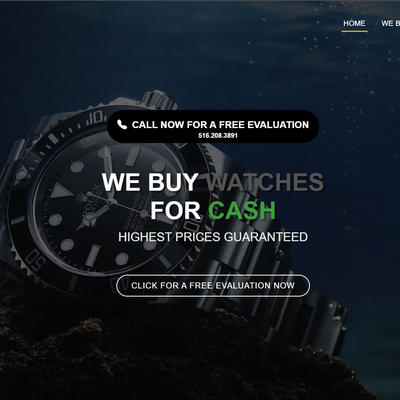 HOME WE B
CALL NOW FOR A FREE EVALUATION
516.208.3891
WE BUY WATCHES
FOR CASH
HIGHEST PRICES GUARANTEED
CLICK FOR A FREE EVALUATION NOW
ROLEX